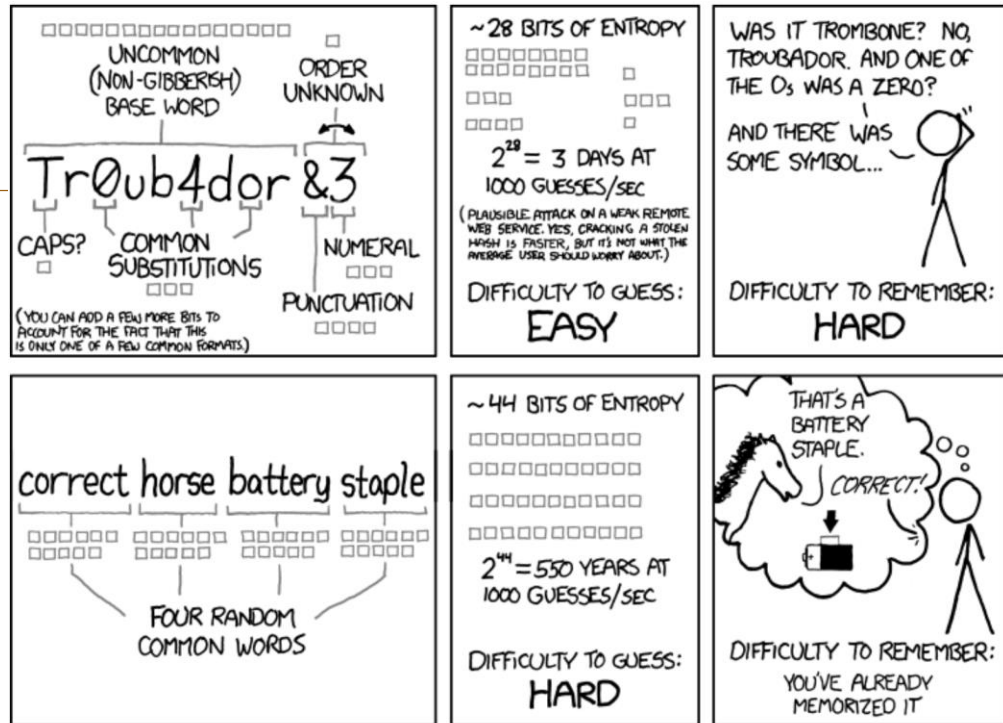 UNCOMMON
(NON-GIBBERISH)
BASE WORD
ORDER
UNKNOWN
Tr0ub4dor &3
CAPS?
COMMON
SUBSTITUTIONS
NUMERAL
PUNCTUATION
(YOU CAN ADD A FEW MORE BITS TO
ACCOUNT FOR THE FACT THAT THIS
IS ONLY ONE OF A FEW COMMON FORMATS.)
~28 BITS OF ENTROPY
2^28 = 3 DAYS AT
1000 GUESSES/SEC
(PLAUSIBLE ATTACK ON A WEAK REMOTE
WEB SERVICE. YES, CRACKING A STOLEN
HASH IS FASTER, BUT IT'S NOT WHAT THE
AVERAGE USER SHOULD WORRY ABOUT.)
DIFFICULTY TO GUESS:
EASY
WAS IT TROMBONE? NO,
TROUBADOR. AND ONE OF
THE Os WAS A ZERO?
AND THERE WAS
SOME SYMBOL...
DIFFICULTY TO REMEMBER:
HARD
correct horse battery staple
FOUR RANDOM
COMMON WORDS
~44 BITS OF ENTROPY
2^44 = 550 YEARS AT
1000 GUESSES/SEC
DIFFICULTY TO GUESS:
HARD
THAT'S A
BATTERY
STAPLE.
CORRECT!
DIFFICULTY TO REMEMBER:
YOU'VE ALREADY
MEMORIZED IT